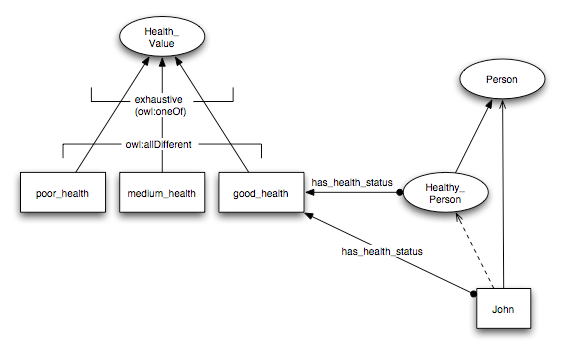 Health_
Value
Person
exhaustive
(owl:oneOf)
owl:allDifferent
poor_health
medium_health
good_health
has_health_status
Healthy_
Person
has_health_status
John